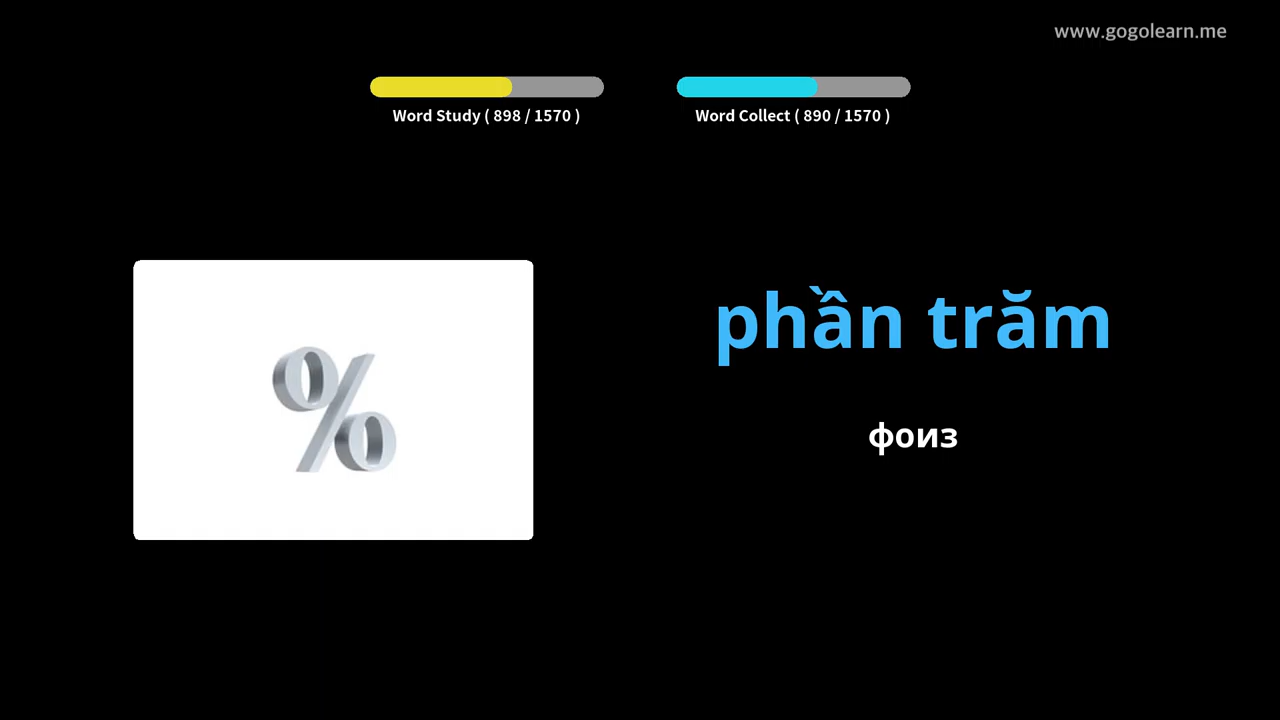 www.gogolearn.me
Word Study ( 898 / 1570 )
Word Collect ( 890 / 1570 )
%
phần trăm
фоиз